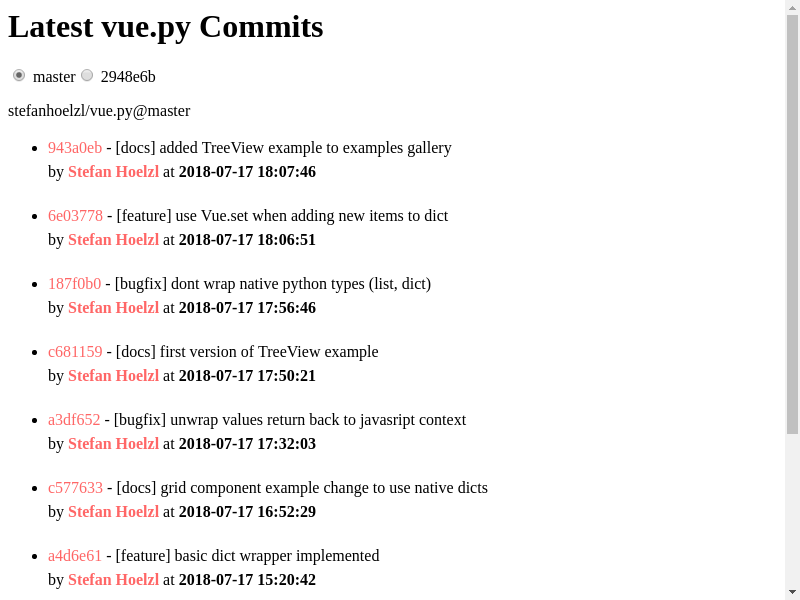 Latest vue.py Commits
master 2948e6b
stefanhoelzl/vue.py@master
943a0eb - [docs] added TreeView example to examples gallery
by Stefan Hoelzl at 2018-07-17 18:07:46
6e03778 - [feature] use Vue.set when adding new items to dict
by Stefan Hoelzl at 2018-07-17 18:06:51
187f0b0 - [bugfix] dont wrap native python types (list, dict)
by Stefan Hoelzl at 2018-07-17 17:56:46
c681159 - [docs] first version of TreeView example
by Stefan Hoelzl at 2018-07-17 17:50:21
a3df652 - [bugfix] unwrap values return back to javasript context
by Stefan Hoelzl at 2018-07-17 17:32:03
c577633 - [docs] grid component example change to use native dicts
by Stefan Hoelzl at 2018-07-17 16:52:29
a4d6e61 - [feature] basic dict wrapper implemented
by Stefan Hoelzl at 2018-07-17 15:20:42